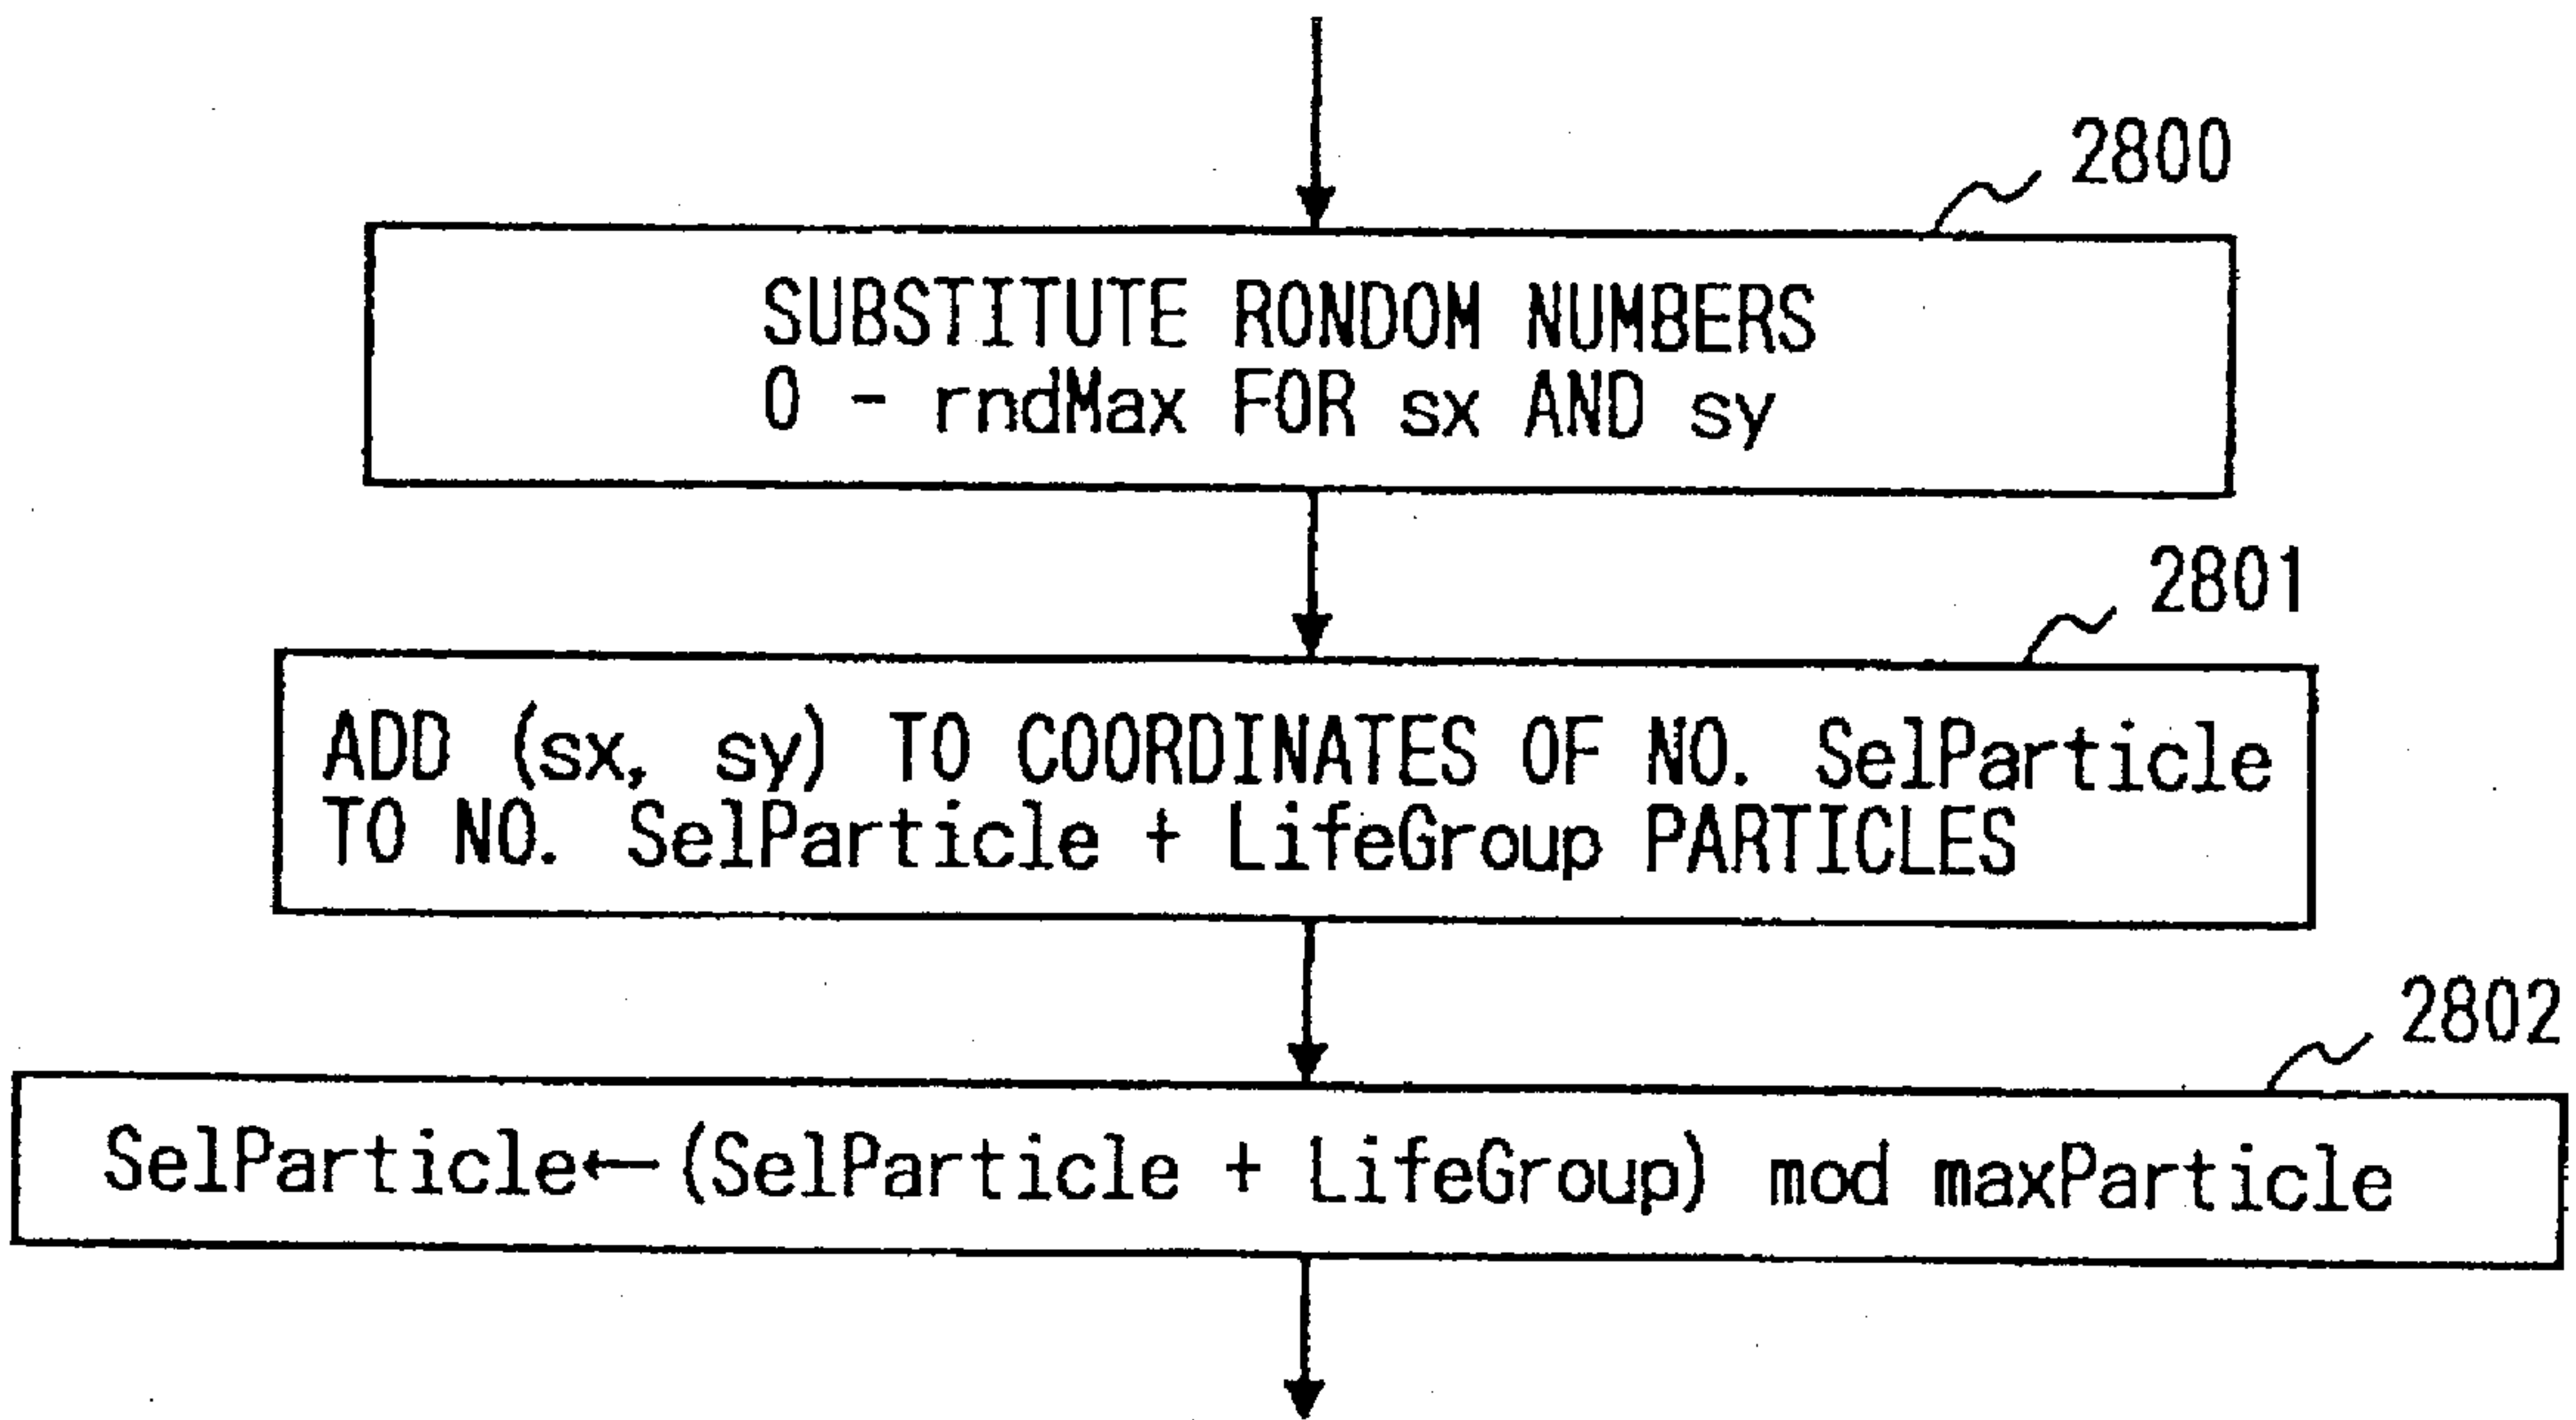 2800
SUBSTITUTE RONDOM NUMBERS
0 - rndMax FOR sx AND sy
2801
ADD (sx, sy) TO COORDINATES OF NO. SelParticle
TO NO. SelParticle + LifeGroup PARTICLES
2802
SelParticle←(SelParticle + LifeGroup) mod maxParticle